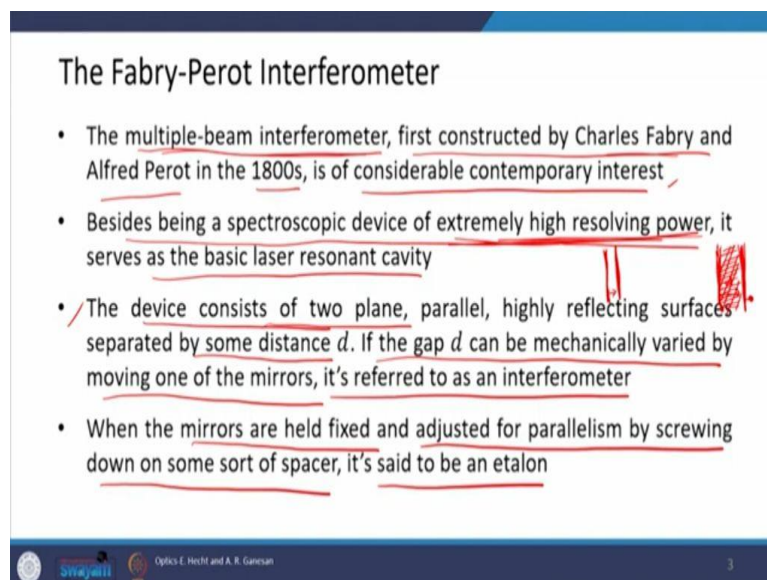 The Fabry-Perot Interferometer
• The multiple-beam interferometer, first constructed by Charles Fabry and
Alfred Perot in the 1800s, is of considerable contemporary interest
• Besides being a spectroscopic device of extremely high resolving power, it
serves as the basic laser resonant cavity
• The device consists of two plane, parallel, highly reflecting surfaces
separated by some distance d. If the gap d can be mechanically varied by
moving one of the mirrors, it's referred to as an interferometer
• When the mirrors are held fixed and adjusted for parallelism by screwing
down on some sort of spacer, it's said to be an etalon
swayam
Optics-E. Hecht and A. R. Ganesan
3